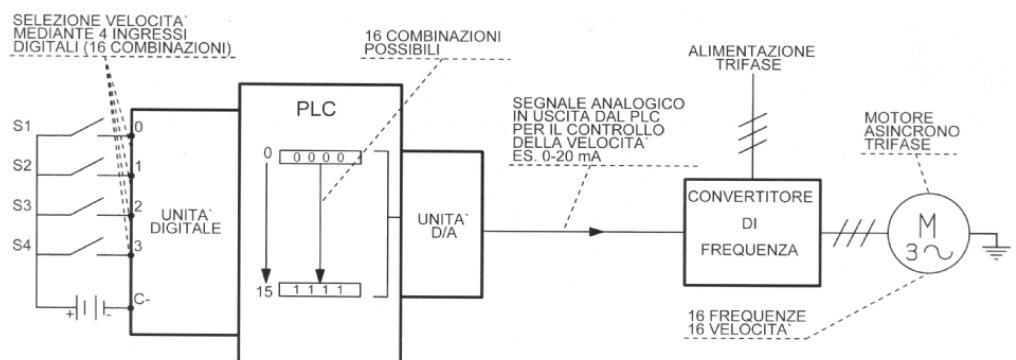 SELEZIONE VELOCITA`
MEDIANTE 4 INGRESSI
DIGITALI (16 COMBINAZIONI)
16 COMBINAZIONI
POSSIBILI
ALIMENTAZIONE
TRIFASE
SEGNALE ANALOGICO
IN USCITA DAL PLC
PER IL CONTROLLO
DELLA VELOCITA`
ES. 0-20 mA
MOTORE
ASINCRONO
TRIFASE
PLC
S1
0
S2
1
S3
2
S4
3
C-
+
-
UNITA`
DIGITALE
0
0 0 0 0
15
1 1 1 1
UNITA`
D/A
CONVERTITORE
DI
FREQUENZA
M
3
16 FREQUENZE
16 VELOCITA`